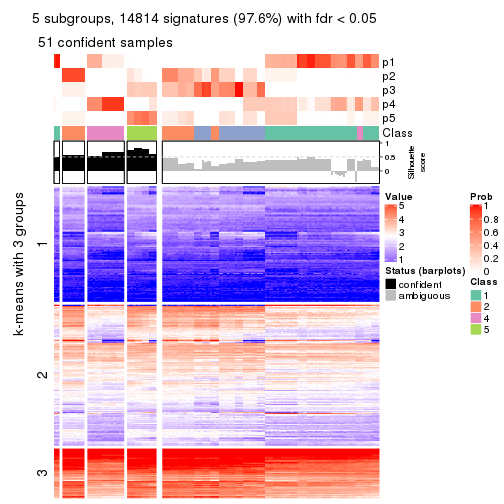 5 subgroups, 14814 signatures (97.6%) with fdr < 0.05
51 confident samples
p1
p2
p3
p4
p5
Class
1
0.5
0
Silhouette
score
k-means with 3 groups
1
2
3
Value
5
4
3
2
1
Status (barplots)
confident
ambiguous
Prob
1
0.8
0.6
0.4
0.2
0
Class
1
2
4
5